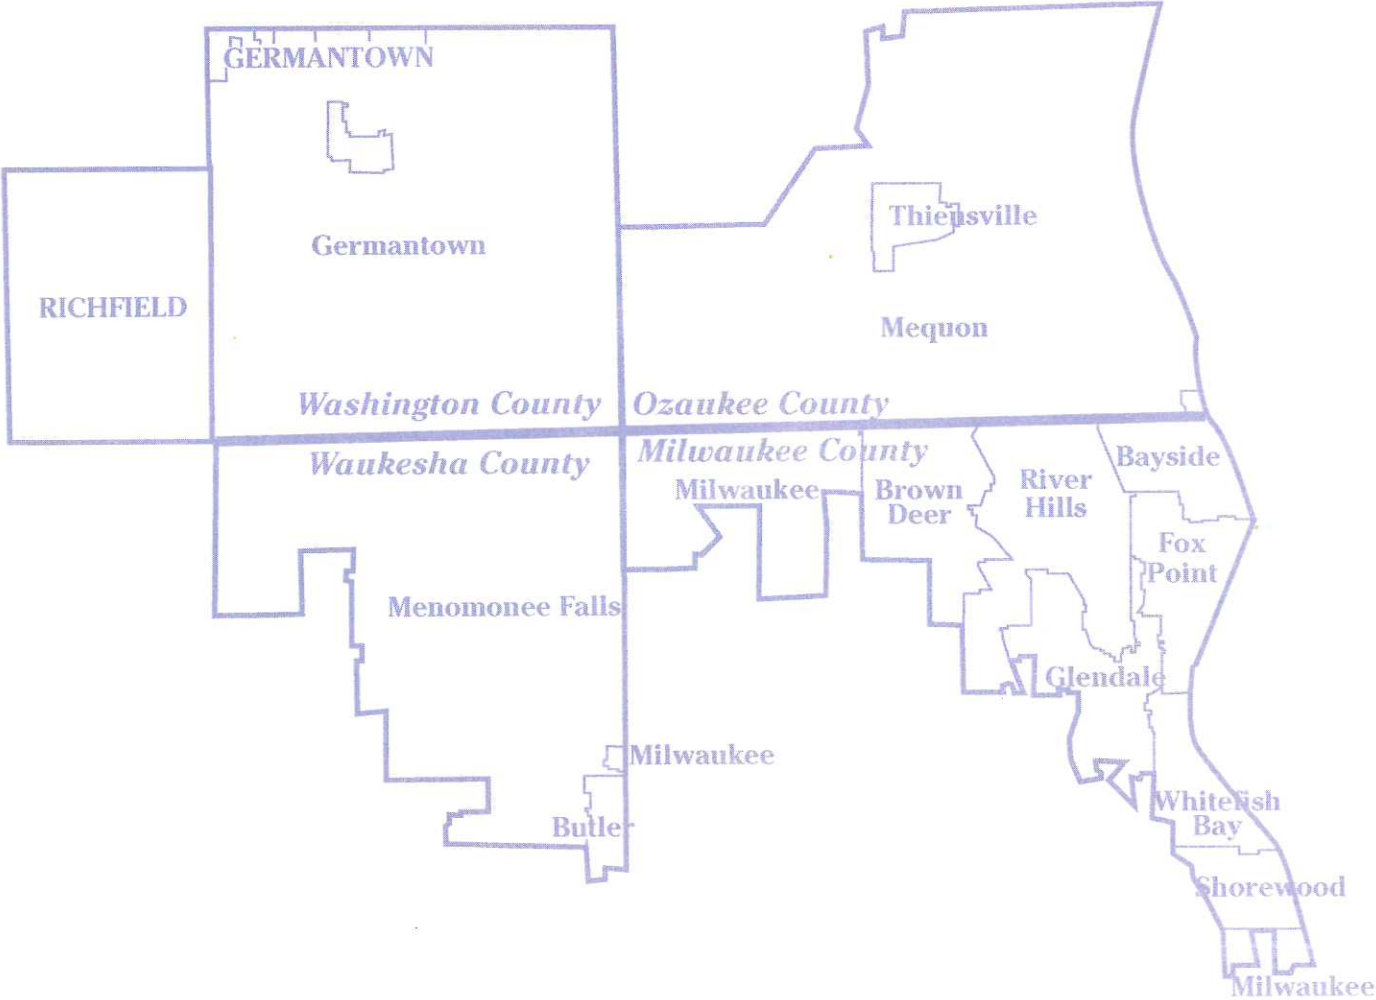 GERMANTOWN
Thiensville
Germantown
RICHFIELD
Mequon
Washington County
Ozaukee County
Waukesha County
Milwaukee County
Bayside
Milwaukee
Brown
Deer
River
Hills
Fox
Point
Menomonee Falls
Glendale
Milwaukee
Whitefish
Bay
Butler
Shorewood
Milwaukee